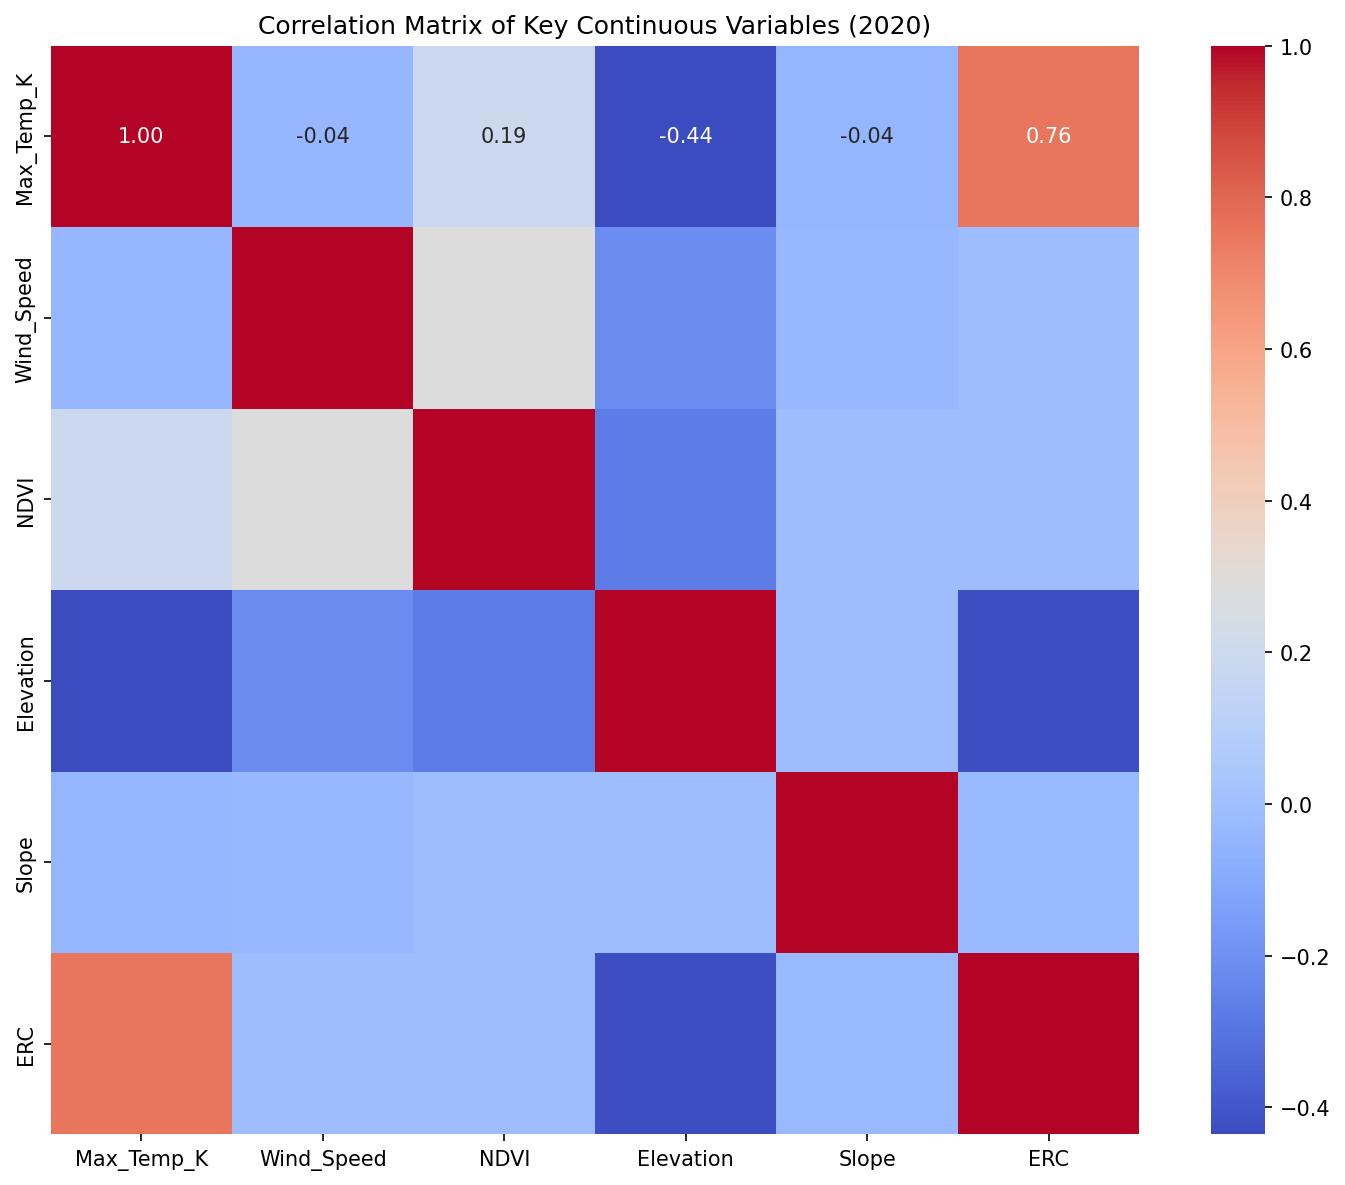 Correlation Matrix of Key Continuous Variables (2020)
Max_Temp_K
1.00 -0.04 0.19 -0.44 -0.04 0.76
Wind_Speed
NDVI
Elevation
Slope
ERC
Max_Temp_K Wind_Speed NDVI Elevation Slope ERC
1.0
0.8
0.6
0.4
0.2
0.0
−0.2
−0.4